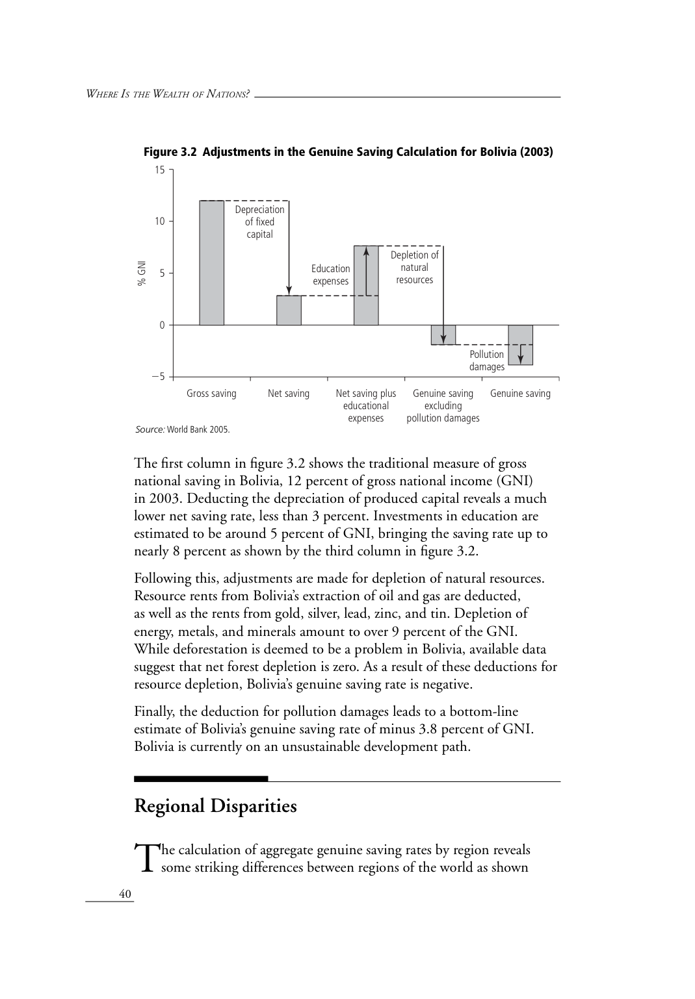 WHERE IS THE WEALTH OF NATIONS?
Figure 3.2 Adjustments in the Genuine Saving Calculation for Bolivia (2003)
15
10
5
0
−5
% GNI
Depreciation
of fixed
capital
Education
expenses
Depletion of
natural
resources
Pollution
damages
Gross saving
Net saving
Net saving plus
educational
expenses
Genuine saving
excluding
pollution damages
Genuine saving
Source: World Bank 2005.
The first column in figure 3.2 shows the traditional measure of gross
national saving in Bolivia, 12 percent of gross national income (GNI)
in 2003. Deducting the depreciation of produced capital reveals a much
lower net saving rate, less than 3 percent. Investments in education are
estimated to be around 5 percent of GNI, bringing the saving rate up to
nearly 8 percent as shown by the third column in figure 3.2.
Following this, adjustments are made for depletion of natural resources.
Resource rents from Bolivia’s extraction of oil and gas are deducted,
as well as the rents from gold, silver, lead, zinc, and tin. Depletion of
energy, metals, and minerals amount to over 9 percent of the GNI.
While deforestation is deemed to be a problem in Bolivia, available data
suggest that net forest depletion is zero. As a result of these deductions for
resource depletion, Bolivia’s genuine saving rate is negative.
Finally, the deduction for pollution damages leads to a bottom-line
estimate of Bolivia’s genuine saving rate of minus 3.8 percent of GNI.
Bolivia is currently on an unsustainable development path.
Regional Disparities
The calculation of aggregate genuine saving rates by region reveals
some striking differences between regions of the world as shown
40